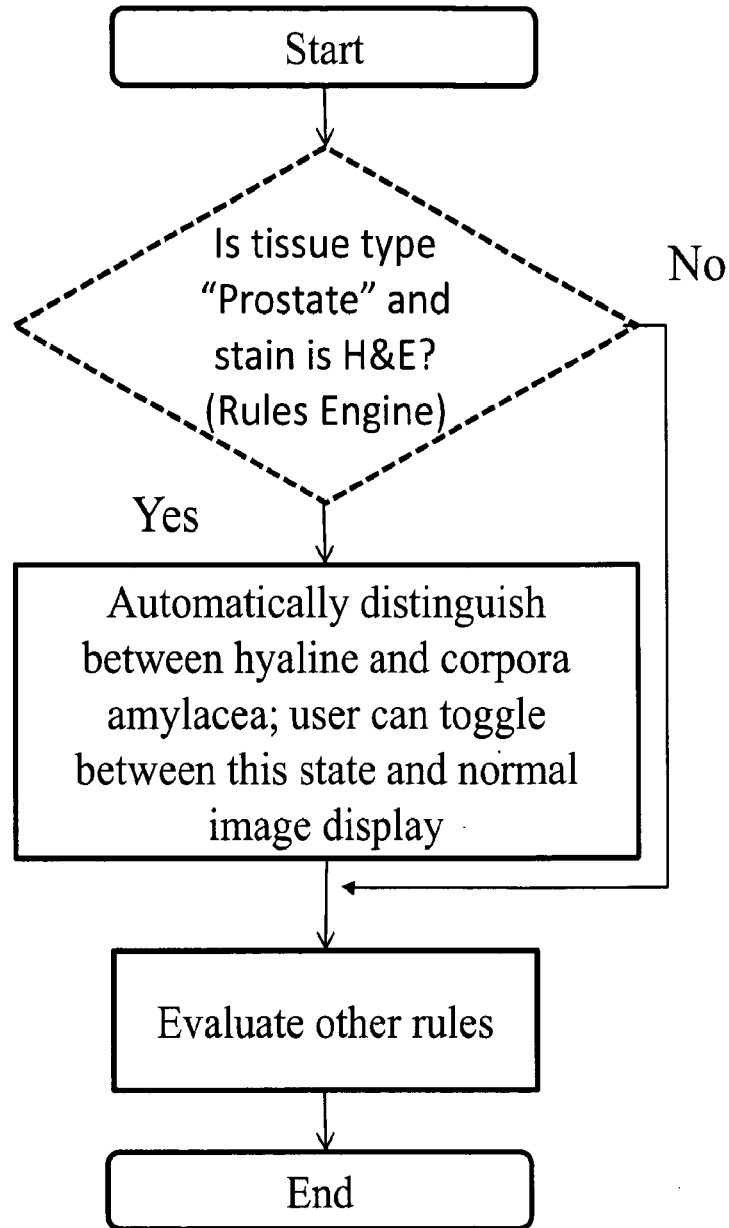 Start
Is tissue type
“Prostate” and
stain is H&E?
(Rules Engine)
No
Yes
Automatically distinguish
between hyaline and corpora
amylacea; user can toggle
between this state and normal
image display
Evaluate other rules
End